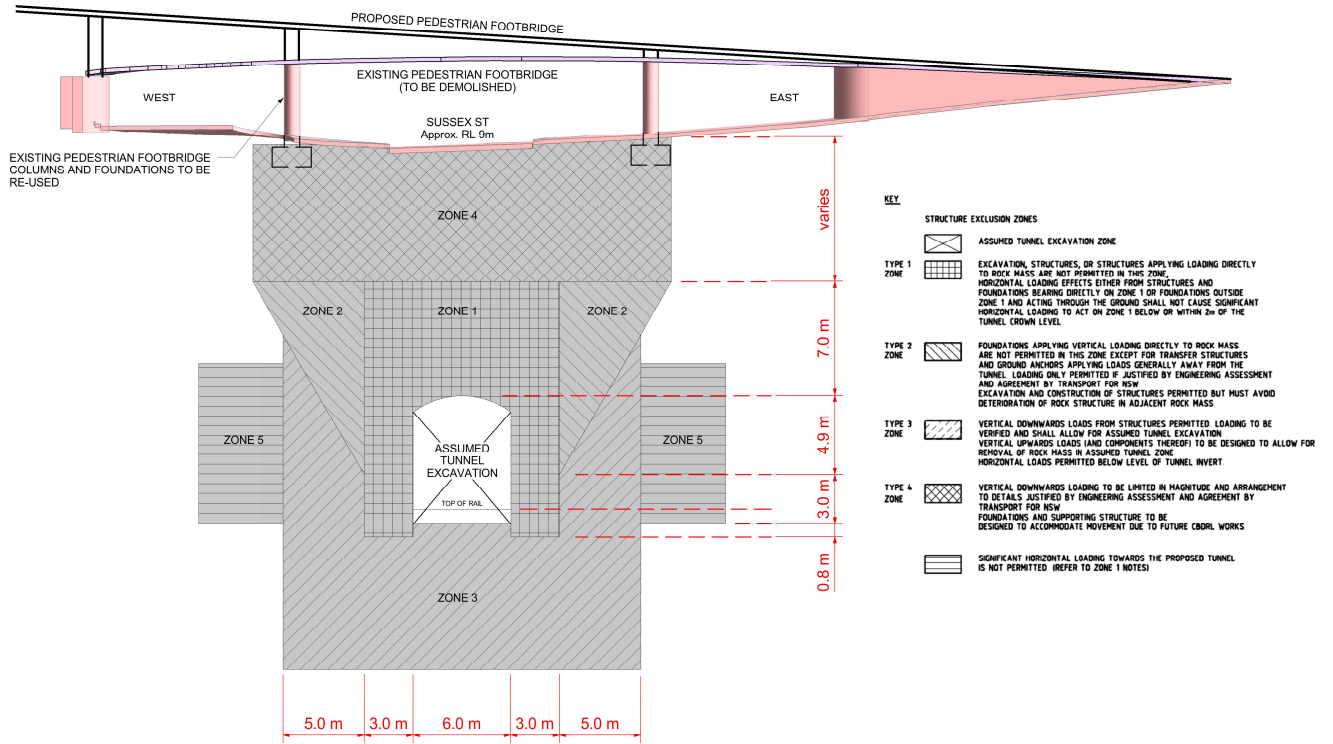 PROPOSED PEDESTRIAN FOOTBRIDGE
EXISTING PEDESTRIAN FOOTBRIDGE
(TO BE DEMOLISHED)
WEST
EAST
SUSSEX ST
Approx. RL 9m
EXISTING PEDESTRIAN FOOTBRIDGE
COLUMNS AND FOUNDATIONS TO BE
RE-USED
ZONE 4
ZONE 2
ZONE 1
ZONE 2
ZONE 5
ZONE 5
ASSUMED
TUNNEL
EXCAVATION
TOP OF RAIL
ZONE 3
varies
7.0 m
4.9 m
3.0 m
0.8 m
5.0 m
3.0 m
6.0 m
3.0 m
5.0 m
KEY
STRUCTURE EXCLUSION ZONES
ASSUMED TUNNEL EXCAVATION ZONE
TYPE 1
ZONE
EXCAVATION, STRUCTURES, OR STRUCTURES APPLYING LOADING DIRECTLY
TO ROCK MASS ARE NOT PERMITTED IN THIS ZONE,
HORIZONTAL LOADING EFFECTS EITHER FROM STRUCTURES AND
FOUNDATIONS BEARING DIRECTLY ON ZONE 1 OR FOUNDATIONS OUTSIDE
ZONE 1 AND ACTING THROUGH THE GROUND SHALL NOT CAUSE SIGNIFICANT
HORIZONTAL LOADING TO ACT ON ZONE 1 BELOW OR WITHIN 2m OF THE
TUNNEL CROWN LEVEL
TYPE 2
ZONE
FOUNDATIONS APPLYING VERTICAL LOADING DIRECTLY TO ROCK MASS
ARE NOT PERMITTED IN THIS ZONE EXCEPT FOR TRANSFER STRUCTURES
AND GROUND ANCHORS APPLYING LOADS GENERALLY AWAY FROM THE
TUNNEL LOADING ONLY PERMITTED IF JUSTIFIED BY ENGINEERING ASSESSMENT
AND AGREEMENT BY TRANSPORT FOR NSW
EXCAVATION AND CONSTRUCTION OF STRUCTURES PERMITTED BUT MUST AVOID
DETERIORATION OF ROCK STRUCTURE IN ADJACENT ROCK MASS
TYPE 3
ZONE
VERTICAL DOWNWARDS LOADS FROM STRUCTURES PERMITTED LOADING TO BE
VERIFIED AND SHALL ALLOW FOR ASSUMED TUNNEL EXCAVATION
VERTICAL UPWARDS LOADS (AND COMPONENTS THEREOF) TO BE DESIGNED TO ALLOW FOR
REMOVAL OF ROCK MASS IN ASSUMED TUNNEL ZONE
HORIZONTAL LOADS PERMITTED BELOW LEVEL OF TUNNEL INVERT
TYPE 4
ZONE
VERTICAL DOWNWARDS LOADING TO BE LIMITED IN MAGNITUDE AND ARRANGEMENT
TO DETAILS JUSTIFIED BY ENGINEERING ASSESSMENT AND AGREEMENT BY
TRANSPORT FOR NSW
FOUNDATIONS AND SUPPORTING STRUCTURE TO BE
DESIGNED TO ACCOMMODATE MOVEMENT DUE TO FUTURE CBDRL WORKS
SIGNIFICANT HORIZONTAL LOADING TOWARDS THE PROPOSED TUNNEL
IS NOT PERMITTED (REFER TO ZONE 1 NOTES)